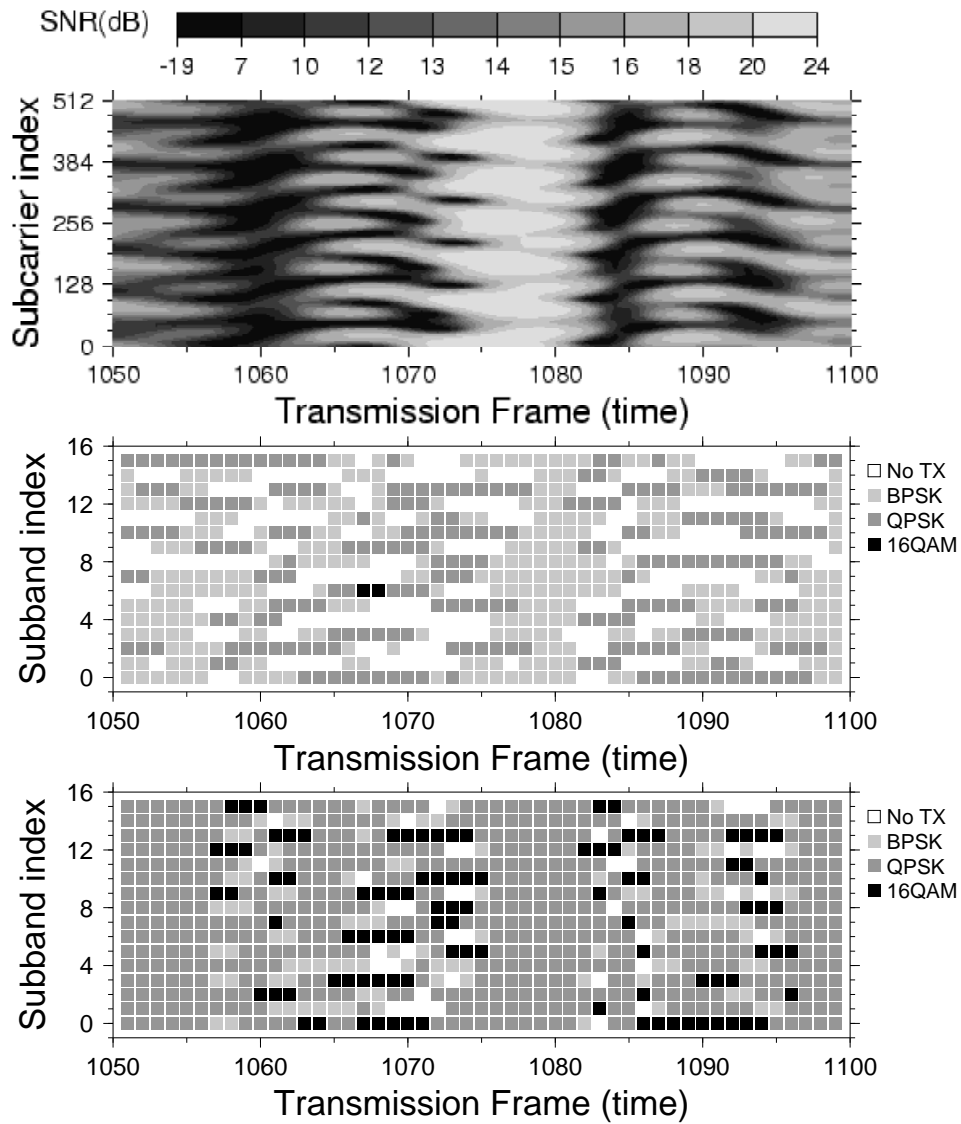 SNR(dB)
-19 7 10 12 13 14 15 16 18 20 24
Subcarrier index
512
384
256
128
0
1050 1060 1070 1080 1090 1100
Transmission Frame (time)
Subband index
16
12
8
4
0
1050 1060 1070 1080 1090 1100
Transmission Frame (time)
No TX
BPSK
QPSK
16QAM
Subband index
16
12
8
4
0
1050 1060 1070 1080 1090 1100
Transmission Frame (time)
No TX
BPSK
QPSK
16QAM